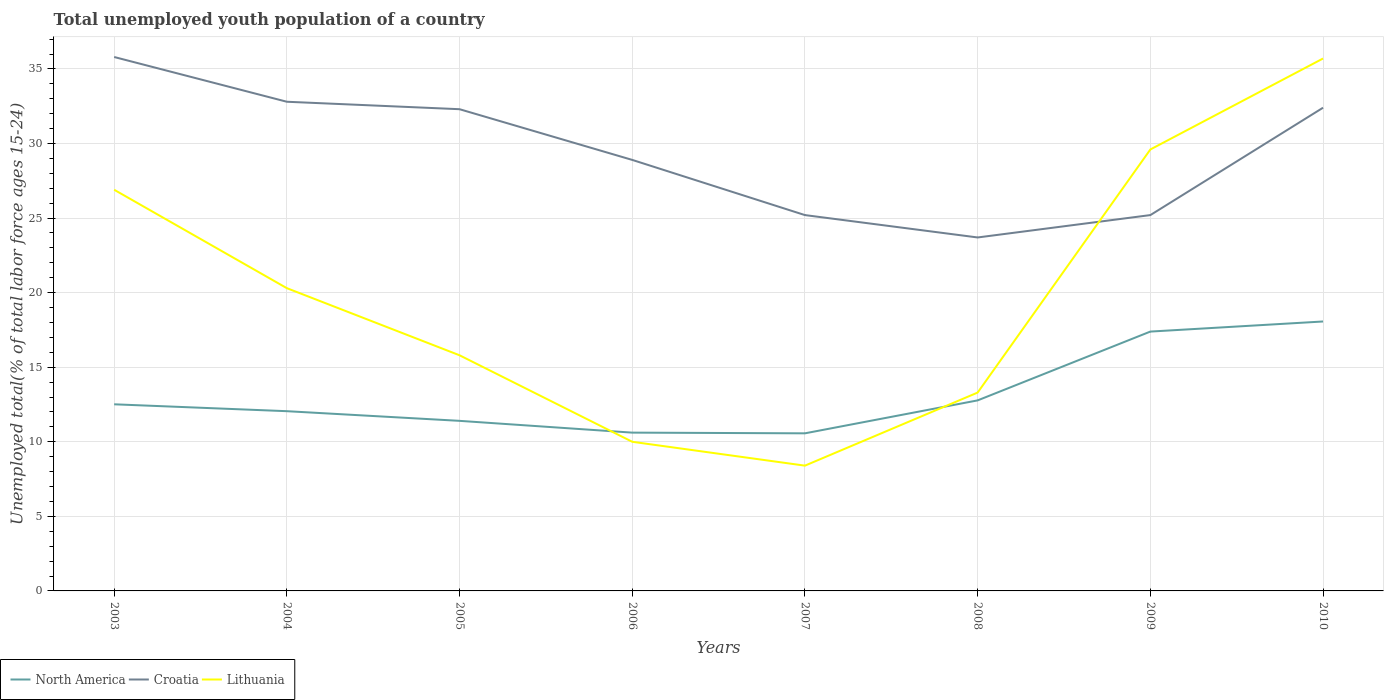 Total unemployed youth population of a country
Unemployed total(% of total labor force ages 15-24)
35
30
25
20
15
10
5
0
2003
2004
2005
2006
2007
2008
2009
2010
Years
North America
Croatia
Lithuania